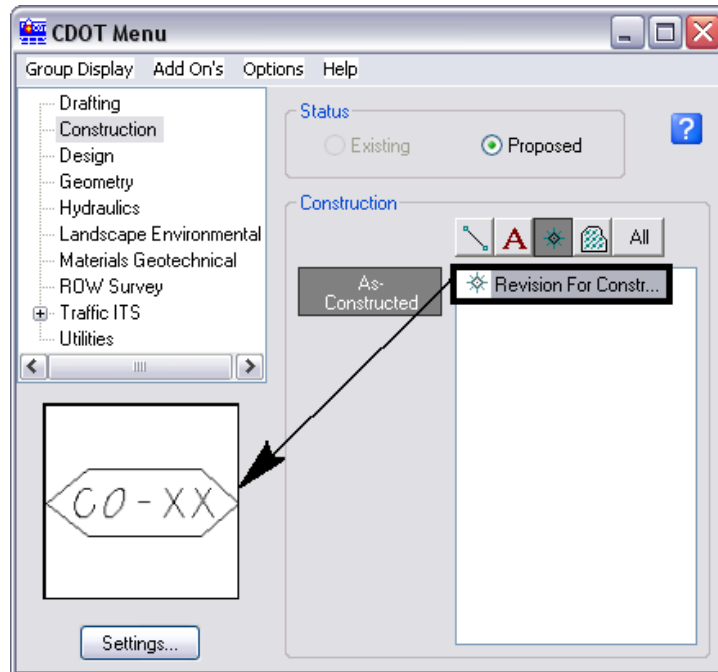 CDOT Menu
Group Display Add On's Options Help
Drafting
Construction
Design
Geometry
Hydraulics
Landscape Environmental
Materials Geotechnical
ROW Survey
Traffic ITS
Utilities
Status
Existing
Proposed
?
Construction
A
All
As-
Constructed
Revision For Constr...
CO-XX
Settings...